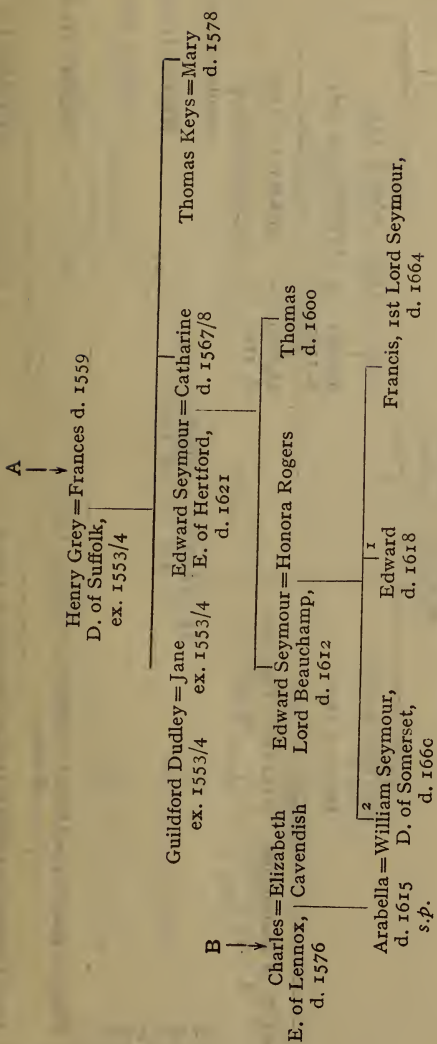 A
Henry Grey=Frances d. 1559
D. of Suffolk,
ex. 1553/4
Guildford Dudley=Jane
ex. 1553/4 ex. 1553/4
Edward Seymour=Catharine
E. of Hertford, d. 1567/8
d. 1621
Thomas Keys=Mary
d. 1578
B
Charles=Elizabeth
E. of Lennox, Cavendish
d. 1576
Edward Seymour=Honora Rogers
Lord Beauchamp,
d. 1612
Thomas
d. 1600
2
Arabella=William Seymour,
d. 1615 D. of Somerset,
s.p. d. 1660
1
Edward
d. 1618
Francis, 1st Lord Seymour,
d. 1664